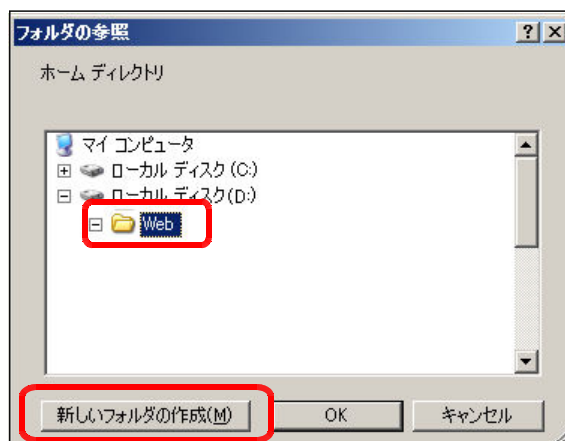 フォルダの参照
ホーム ディレクトリ
マイ コンピュータ
ローカル ディスク (C:)
ローカル ディスク(D:)
Web
新しいフォルダの作成(M) OK キャンセル